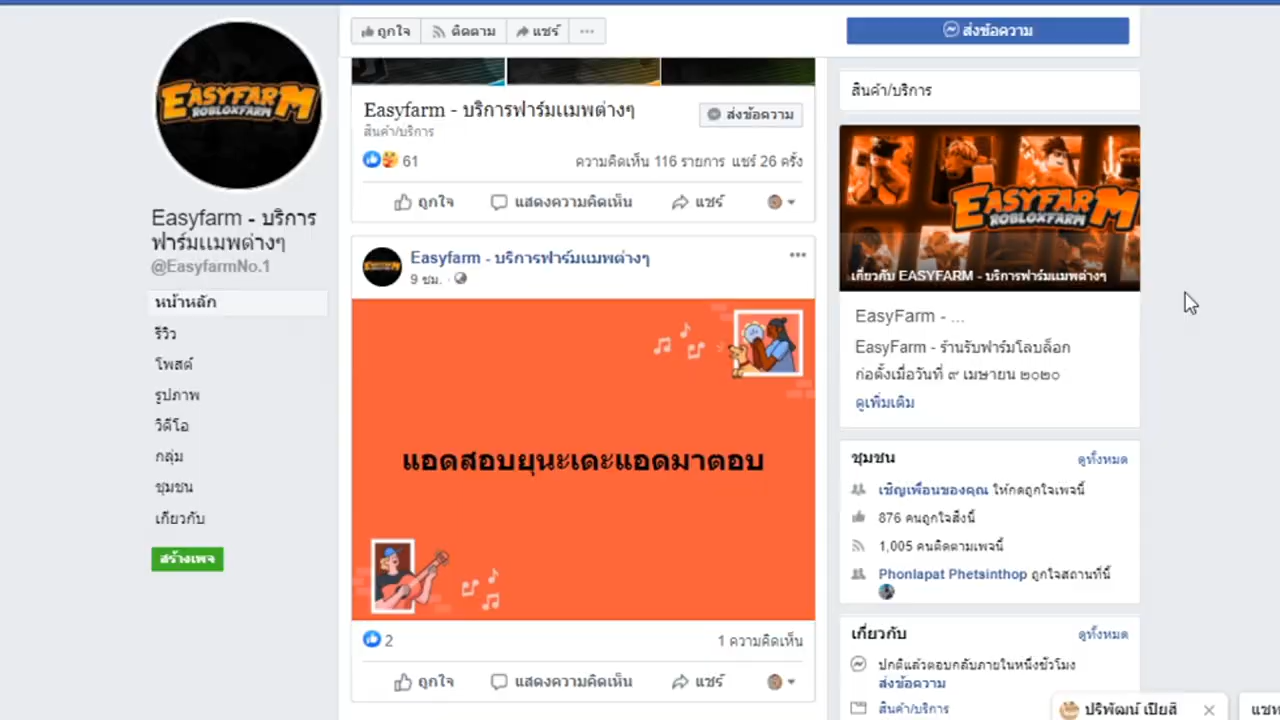 EASYFARM
ROBLOXFARM
Easyfarm - บริการ
ฟาร์มแมพต่างๆ
@EasyfarmNo.1
หน้าหลัก
รีวิว
โพสต์
รูปภาพ
วิดีโอ
กลุ่ม
ชุมชน
เกี่ยวกับ
สร้างเพจ
ถูกใจ
ติดตาม
แชร์
ส่งข้อความ
Easyfarm - บริการฟาร์มแมพต่างๆ
สินค้า/บริการ
ส่งข้อความ
61
ความคิดเห็น 116 รายการ แชร์ 26 ครั้ง
ถูกใจ
แสดงความคิดเห็น
แชร์
Easyfarm - บริการฟาร์มแมพต่างๆ
9 ชม. ·
แอดสอบยุนะเดะแอดมาตอบ
2
1 ความคิดเห็น
ถูกใจ
แสดงความคิดเห็น
แชร์
สินค้า/บริการ
EASYFARM
ROBLOXFARM
เกี่ยวกับ EASYFARM - บริการฟาร์มแมพต่างๆ
EasyFarm - ...
EasyFarm - ร้านรับฟาร์มโลบล็อก
ก่อตั้งเมื่อวันที่ ๙ เมษายน ๒๐๒๐
ดูเพิ่มเติม
ชุมชน
ดูทั้งหมด
เชิญเพื่อนของคุณ ให้กดถูกใจเพจนี้
876 คนถูกใจสิ่งนี้
1,005 คนติดตามเพจนี้
Phonlapat Phetsinthop ถูกใจสถานที่นี้
เกี่ยวกับ
ดูทั้งหมด
ปกติแล้วตอบกลับภายในหนึ่งชั่วโมง
ส่งข้อความ
สินค้า/บริการ
ปริพัฒน์ เปียสิ
แชท